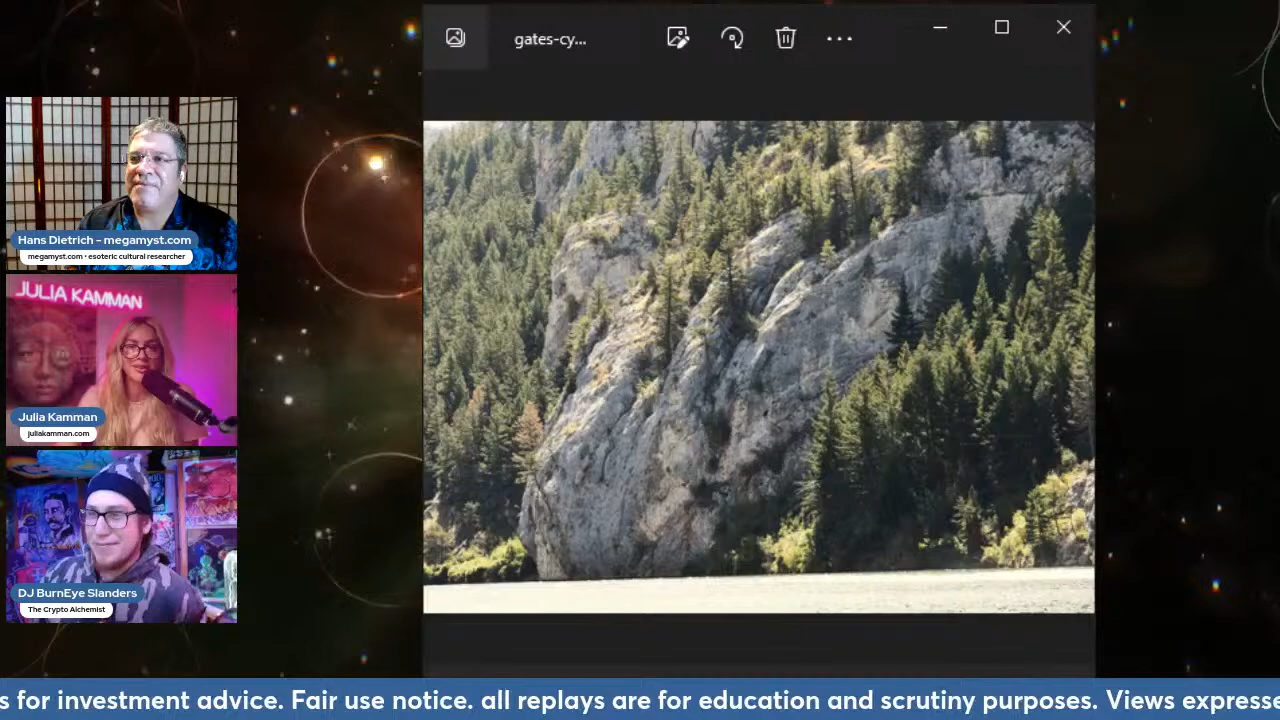 gates-cy...
Hans Dietrich - megamyst.com
megamyst.com • esoteric cultural researcher
JULIA KAMMAN
Julia Kamman
juliakamman.com
DJ BurnEye Slanders
The Crypto Alchemist
s for investment advice. Fair use notice. all replays are for education and scrutiny purposes. Views expresse